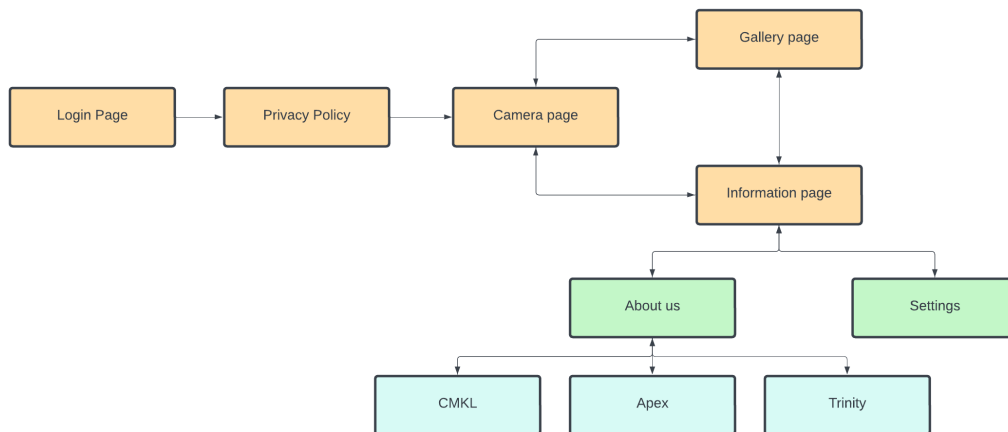 Gallery page
Login Page
Privacy Policy
Camera page
Information page
About us
Settings
CMKL
Apex
Trinity